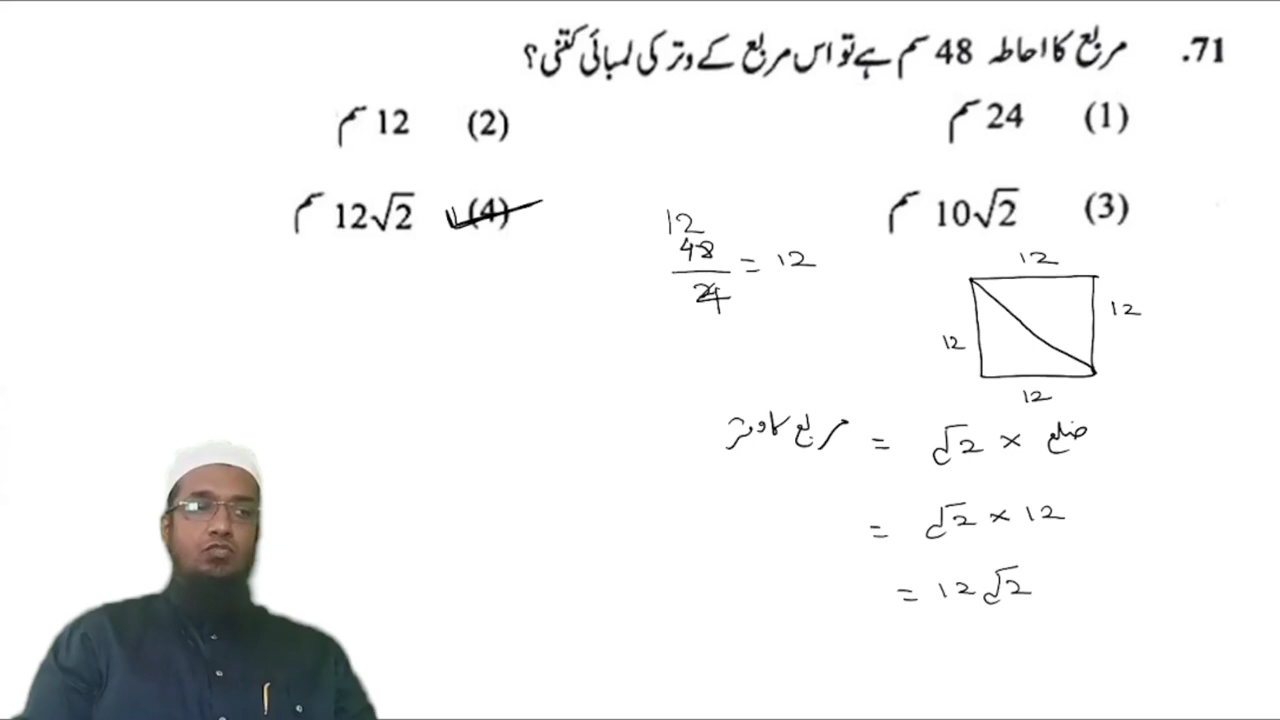 71. مربع کا احاطہ 48 سم ہے تو اس مربع کے وتر کی لمبائی کتنی؟
(1) 24 سم (2) 12 سم
(3) 10√2 سم (4) 12√2 سم
12
48/24 = 12
12
12
12
12
مربع کا وتر = √2 × ضلع
= √2 × 12
= 12√2